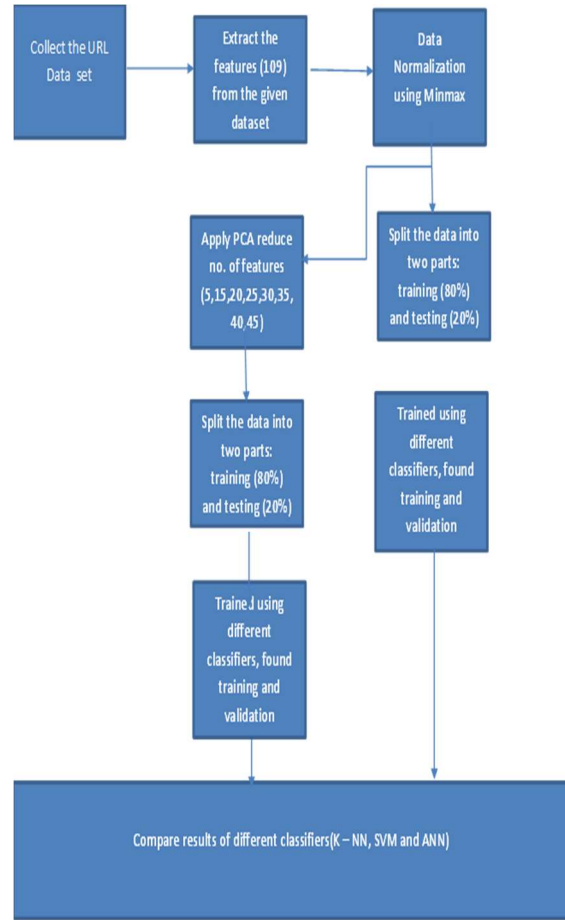 Collect the URL
Data set
Extract the
features (109)
from the given
dataset
Data
Normalization
using Minmax
Apply PCA reduce
no. of features
(5,15,20,25,30,35,
40,45)
Split the data into
two parts:
training (80%)
and testing (20%)
Split the data into
two parts:
training (80%)
and testing (20%)
Trained using
different
classifiers, found
training and
validation
Trained using
different
classifiers, found
training and
validation
Compare results of different classifiers(K – NN, SVM and ANN)